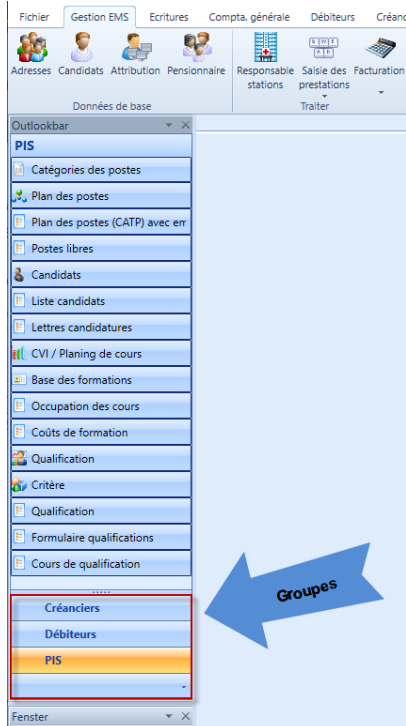 Fichier Gestion EMS Ecritures Compta. générale Débiteurs Créanc
Adresses Candidats Attribution Pensionnaire Responsable stations Saisie des prestations Facturation
Données de base Traiter
Outlookbar
PIS
Catégories des postes
Plan des postes
Plan des postes (CATP) avec em
Postes libres
Candidats
Liste candidats
Lettres candidatures
CVI / Planing de cours
Base des formations
Occupation des cours
Coûts de formation
Qualification
Critère
Qualification
Formulaire qualifications
Cours de qualification
Groupes
Créanciers
Débiteurs
PIS
Fenster